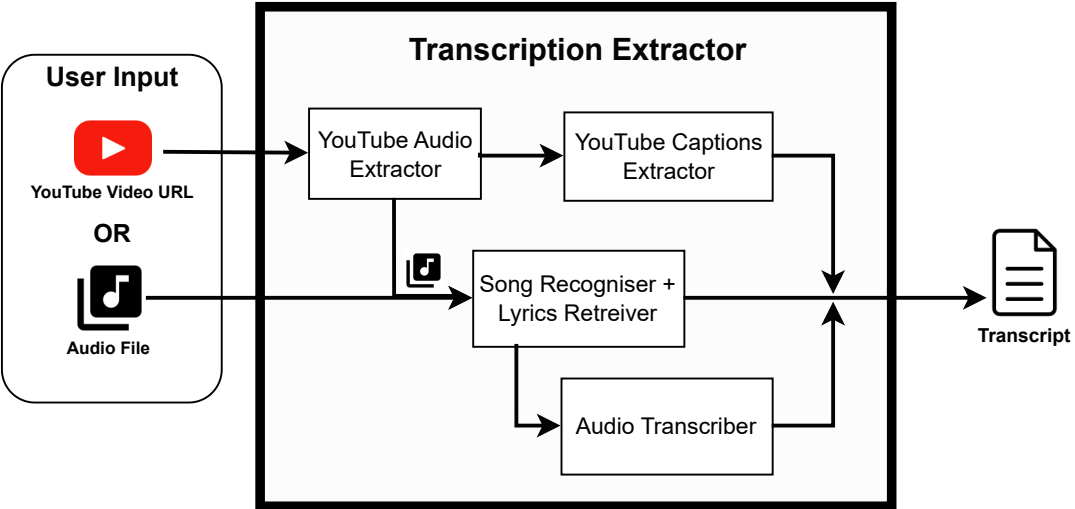 Transcription Extractor
User Input
YouTube Video URL
OR
Audio File
YouTube Audio
Extractor
YouTube Captions
Extractor
Song Recogniser +
Lyrics Retreiver
Audio Transcriber
Transcript